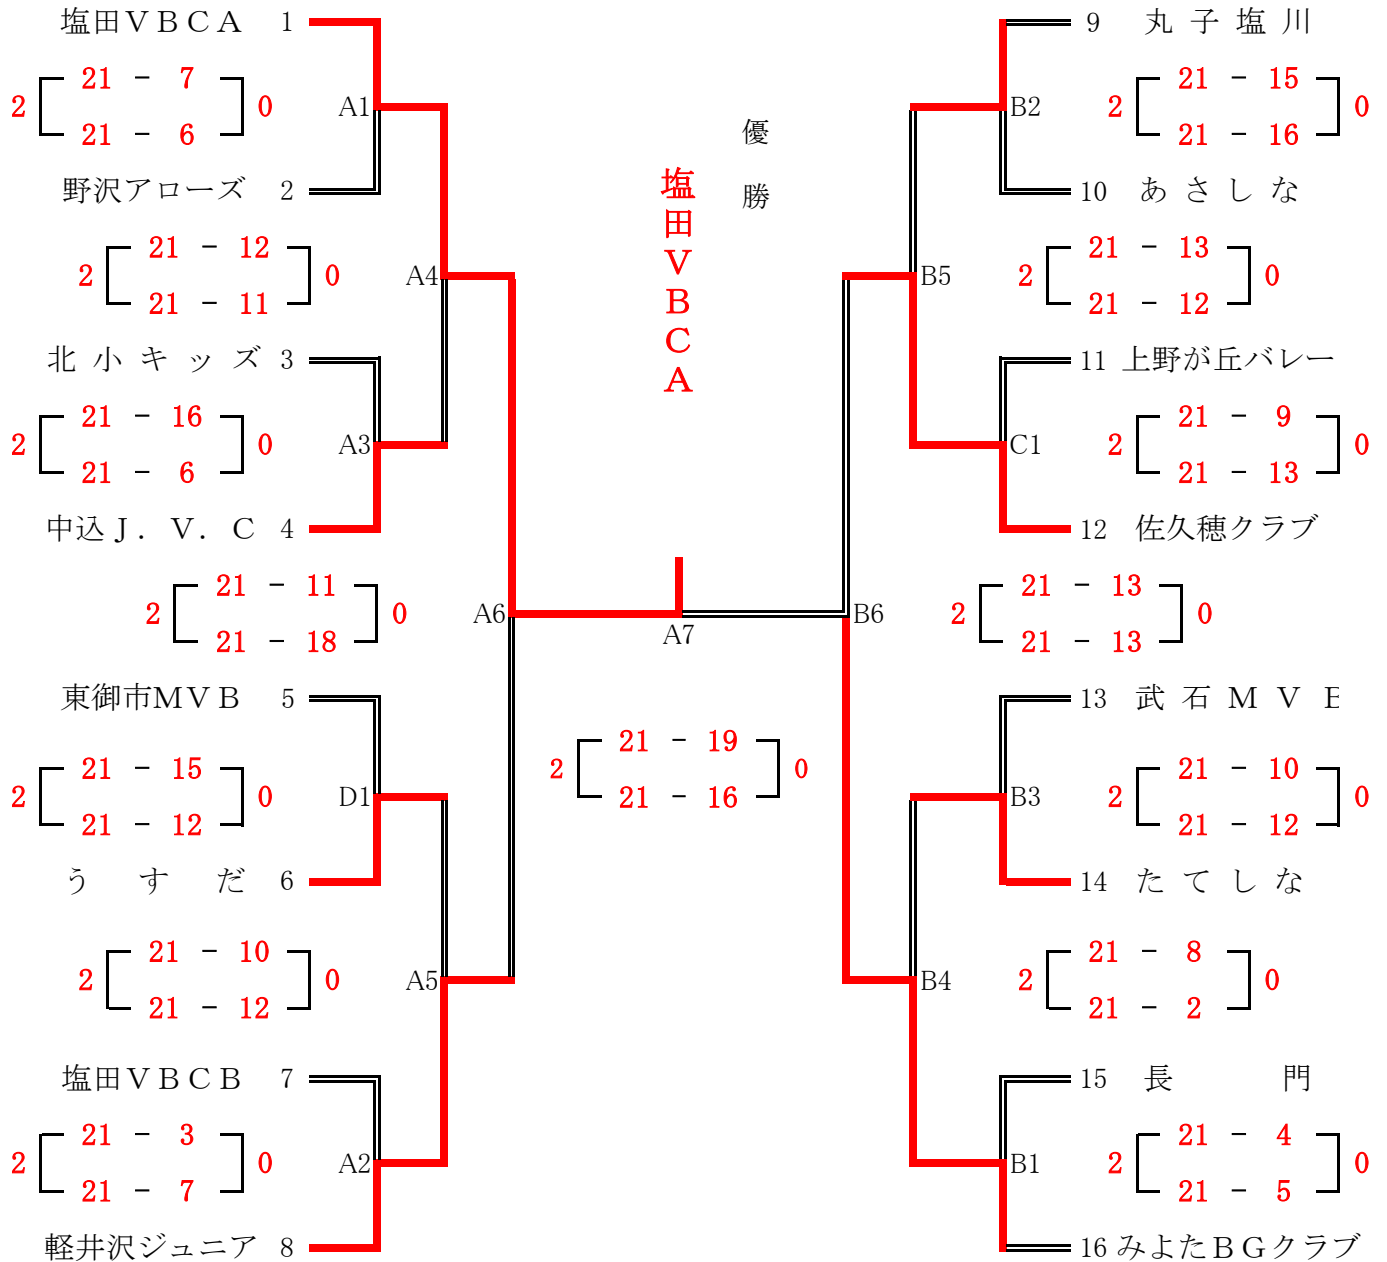 塩田ＶＢＣＡ 1
2 21 - 7 0
21 - 6
A1
野沢アローズ 2
2 21 - 12 0
21 - 11
A4
北小キッズ 3
2 21 - 16 0
21 - 6
A3
中込Ｊ．Ｖ．Ｃ 4
2 21 - 11 0
21 - 18
A6
東御市MＶＢ 5
2 21 - 15 0
21 - 12
D1
うすだ 6
2 21 - 10 0
21 - 12
A5
塩田ＶＢＣＢ 7
2 21 - 3 0
21 - 7
A2
軽井沢ジュニア 8
優勝
塩田ＶＢＣＡ
A7
2 21 - 19 0
21 - 16
9 丸子塩川
2 21 - 15 0
21 - 16
B2
10 あさしな
2 21 - 13 0
21 - 12
B5
11 上野が丘バレー
2 21 - 9 0
21 - 13
C1
12 佐久穂クラブ
2 21 - 13 0
21 - 13
B6
13 武石ＭＶＢ
2 21 - 10 0
21 - 12
B3
14 たてしな
2 21 - 8 0
21 - 2
B4
15 長門
2 21 - 4 0
21 - 5
B1
16 みよたＢＧクラブ